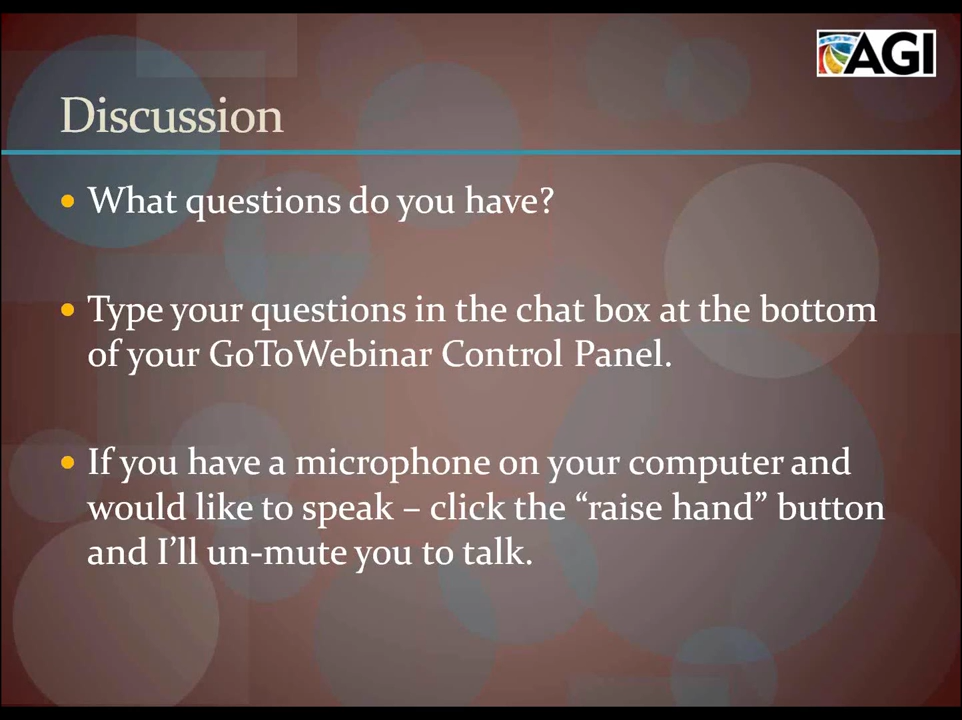 AGI
Discussion
• What questions do you have?
• Type your questions in the chat box at the bottom
of your GoToWebinar Control Panel.
• If you have a microphone on your computer and
would like to speak – click the “raise hand” button
and I’ll un-mute you to talk.